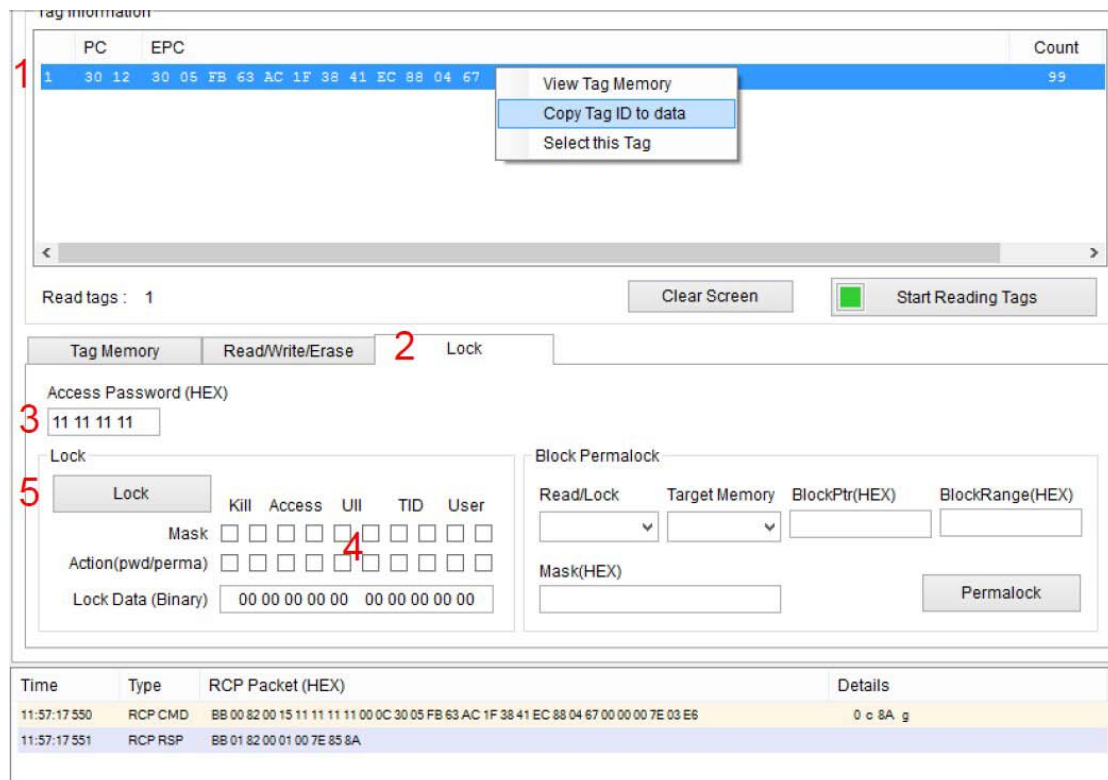 Tag Information
PC EPC Count
1 1 30 12 30 05 FB 63 AC 1F 38 41 EC 88 04 67 99
View Tag Memory
Copy Tag ID to data
Select this Tag
Read tags : 1 Clear Screen Start Reading Tags
Tag Memory Read/Write/Erase 2 Lock
Access Password (HEX)
3 11 11 11 11
Lock Block Permalock
5 Lock Kill Access UII TID User Read/Lock Target Memory BlockPtr(HEX) BlockRange(HEX)
Mask 4
Action(pwd/perma) Mask(HEX)
Lock Data (Binary) 00 00 00 00 00 00 00 00 00 00 Permalock
Time Type RCP Packet (HEX) Details
11:57:17 550 RCP CMD BB 00 82 00 15 11 11 11 11 00 0C 30 05 FB 63 AC 1F 38 41 EC 88 04 67 00 00 00 7E 03 E6 0 c 8A g
11:57:17 551 RCP RSP BB 01 82 00 01 00 7E 85 8A